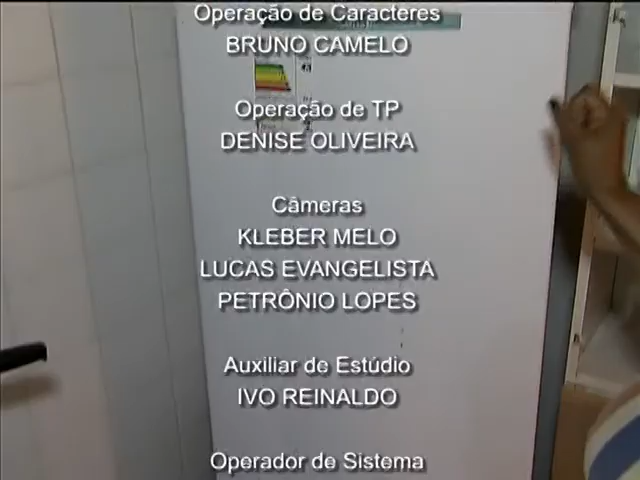 Operação de Caracteres
BRUNO CAMELO
Operação de TP
DENISE OLIVEIRA
Câmeras
KLEBER MELO
LUCAS EVANGELISTA
PETRÔNIO LOPES
Auxiliar de Estúdio
IVO REINALDO
Operador de Sistema